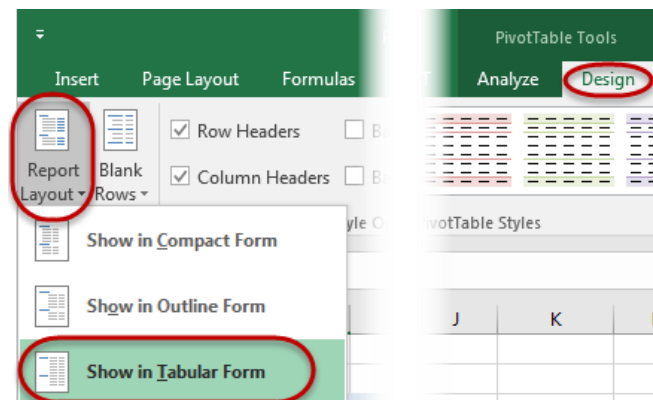 PivotTable Tools
Insert Page Layout Formulas Analyze Design
Report Layout
Blank Rows
Row Headers
Column Headers
PivotTable Styles
Show in Compact Form
Show in Outline Form
Show in Tabular Form
J K